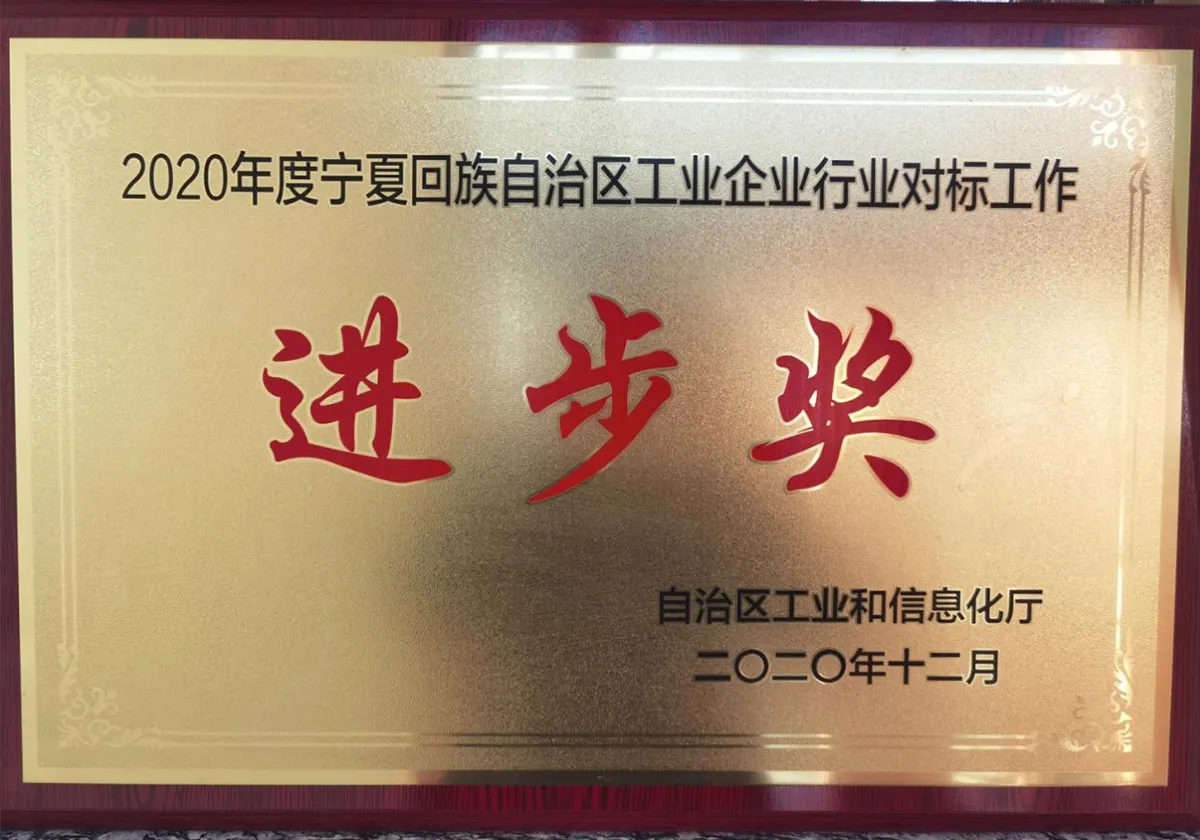 2020年度宁夏回族自治区工业企业行业对标工作
进步奖
自治区工业和信息化厅
二〇二〇年十二月